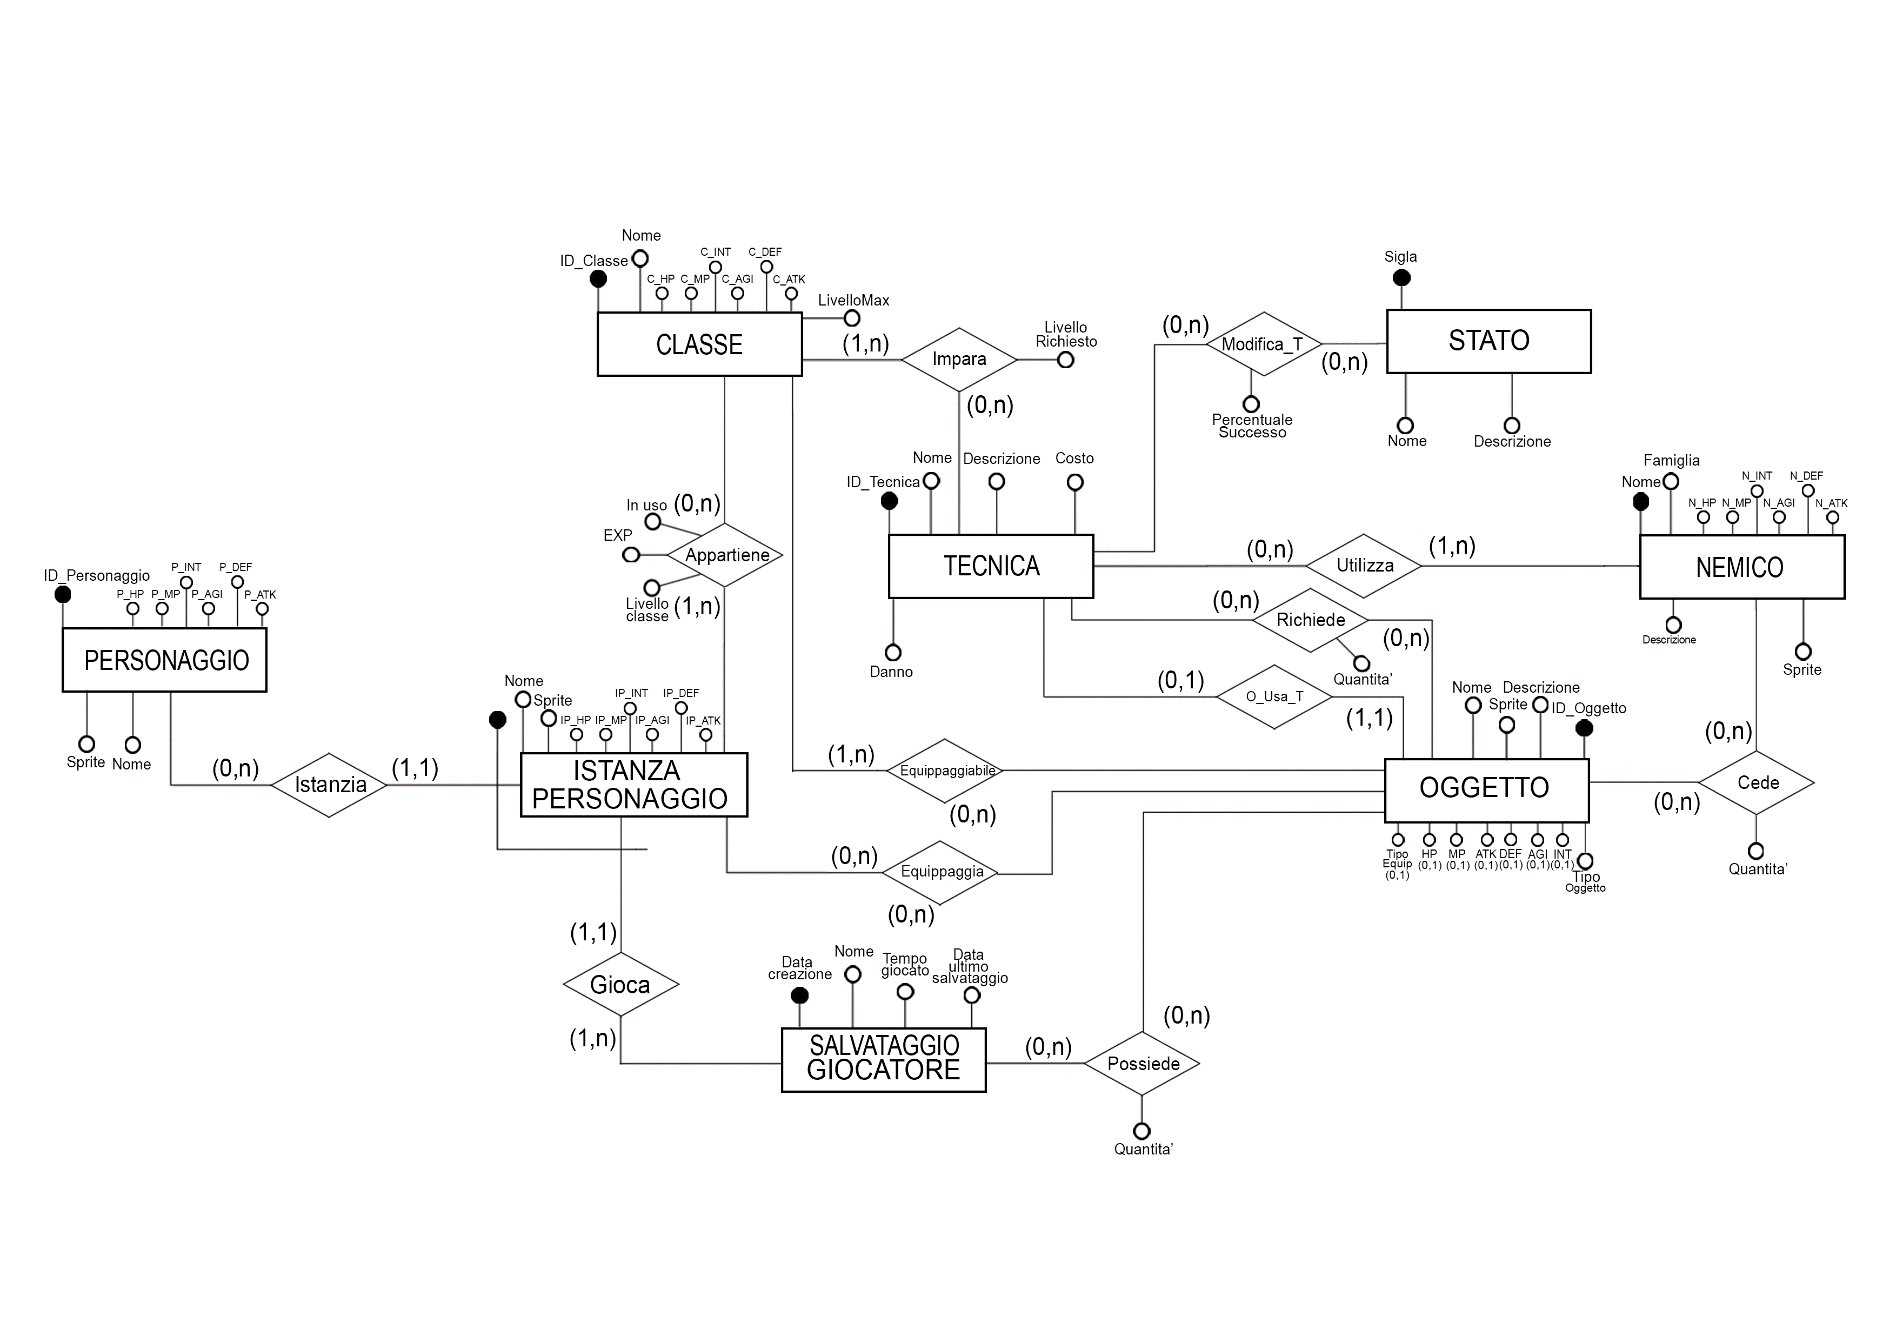 Nome
ID_Classe
C_HP
C_MP
C_INT
C_AGI
C_DEF
C_ATK
LivelloMax
CLASSE
(1,n)
Impara
Livello
Richiesto
(0,n)
Sigla
STATO
(0,n)
Modifica_T
(0,n)
Percentuale
Successo
Nome
Descrizione
ID_Tecnica
Nome
Descrizione
Costo
TECNICA
Danno
(0,n)
Utilizza
(1,n)
Nome
Famiglia
N_HP
N_MP
N_INT
N_AGI
N_DEF
N_ATK
NEMICO
Descrizione
Sprite
In uso
(0,n)
EXP
Appartiene
Livello
classe
(1,n)
ID_Personaggio
P_HP
P_MP
P_INT
P_AGI
P_DEF
P_ATK
PERSONAGGIO
Sprite
Nome
(0,n)
Istanzia
(1,1)
Nome
Sprite
IP_HP
IP_MP
IP_INT
IP_AGI
IP_DEF
IP_ATK
ISTANZA
PERSONAGGIO
(0,n)
Richiede
(0,n)
Quantita'
(0,1)
O_Usa_T
(1,1)
(1,n)
Equippaggiabile
(0,n)
(0,n)
Equippaggia
(0,n)
Nome
Sprite
Descrizione
ID_Oggetto
OGGETTO
Tipo
Equip
(0,1)
HP
(0,1)
MP
(0,1)
ATK
(0,1)
DEF
(0,1)
AGI
(0,1)
INT
(0,1)
Tipo
Oggetto
(0,n)
Cede
(0,n)
Quantita'
(1,1)
Gioca
(1,n)
Data
creazione
Nome
Tempo
giocato
Data
ultimo
salvataggio
SALVATAGGIO
GIOCATORE
(0,n)
Possiede
(0,n)
Quantita'